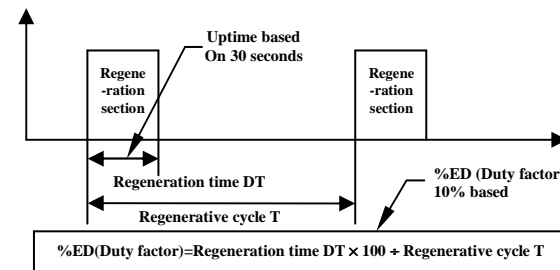 Uptime based
On 30 seconds
Regene
-ration
section
Regene
-ration
section
Regeneration time DT
%ED (Duty factor
10% based
Regenerative cycle T
%ED(Duty factor)=Regeneration time DT × 100 ÷ Regenerative cycle T